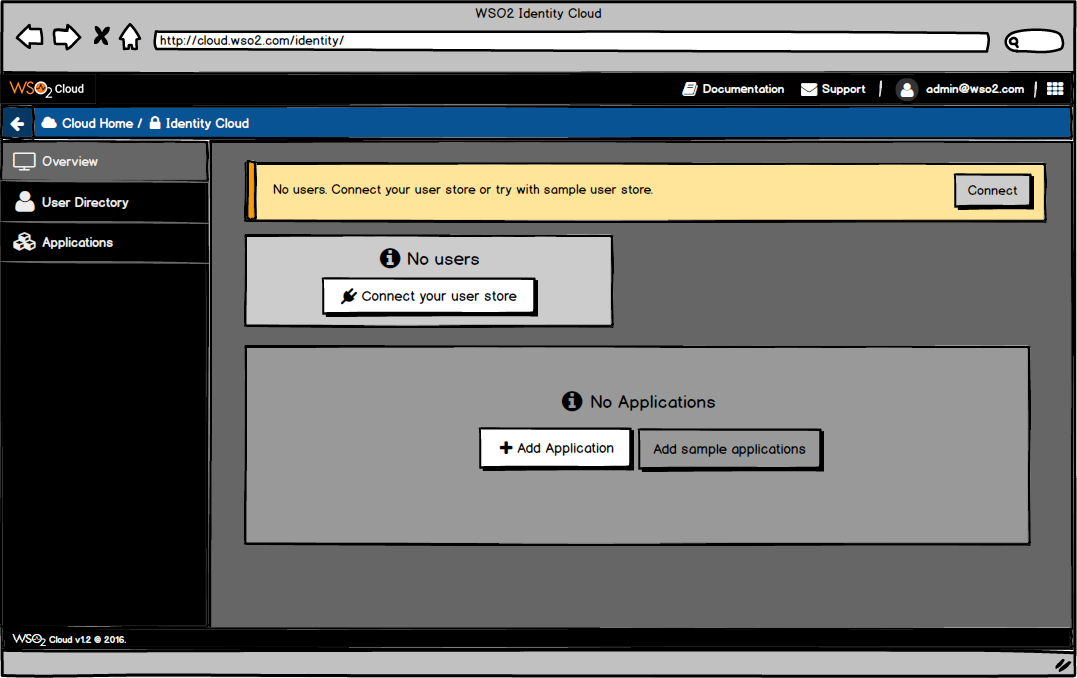 WSO2 Identity Cloud
http://cloud.wso2.com/identity/
WSO2 Cloud
Documentation
Support
admin@wso2.com
Cloud Home / Identity Cloud
Overview
User Directory
Applications
No users. Connect your user store or try with sample user store.
Connect
No users
Connect your user store
No Applications
Add Application
Add sample applications
WSO2 Cloud v1.2 © 2016.